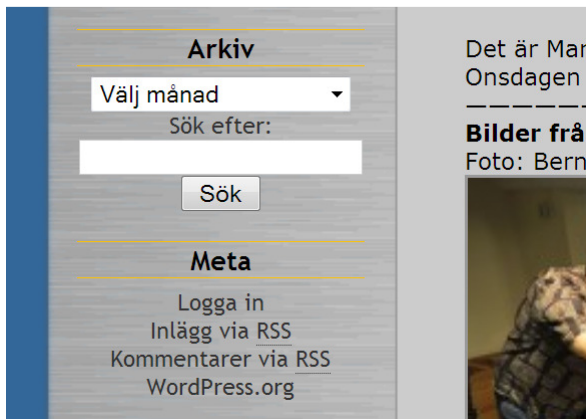 Arkiv
Välj månad
Sök efter:
Sök
Meta
Logga in
Inlägg via RSS
Kommentarer via RSS
WordPress.org
Det är
Onsdagen
——————
Bilder frå
Foto: Bern